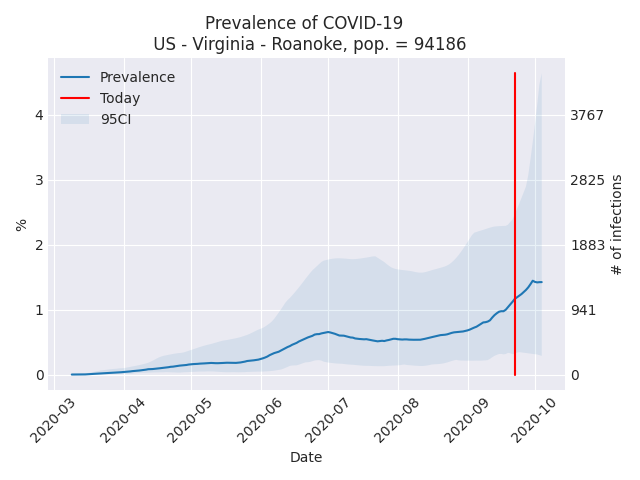 Prevalence of COVID-19
US - Virginia - Roanoke, pop. = 94186
Prevalence
Today
95CI
4
3
2
1
0
%
3767
2825
1883
941
0
# of infections
2020-03
2020-04
2020-05
2020-06
2020-07
2020-08
2020-09
2020-10
Date